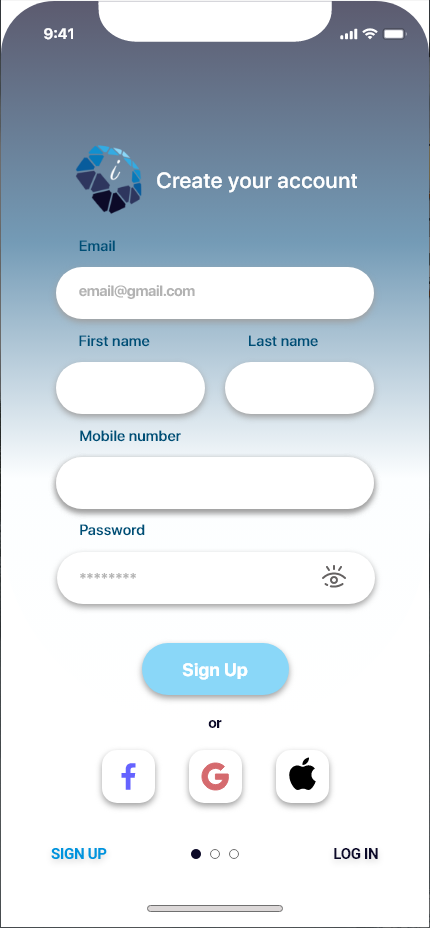 9:41
i
Create your account
Email
email@gmail.com
First name Last name
Mobile number
Password
********
Sign Up
or
f G
SIGN UP LOG IN